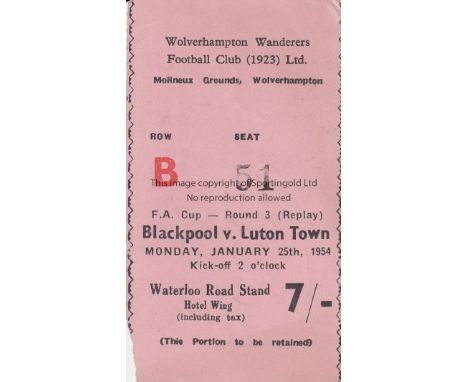 Wolverhampton Wanderers
Football Club (1923) Ltd.
Molineux Grounds, Wolverhampton
ROW SEAT
B 51
This image copyright of Sportingold Ltd
No reproduction allowed
F.A. Cup — Round 3 (Replay)
Blackpool v. Luton Town
MONDAY, JANUARY 25th, 1954
Kick-off 2 o'clock
Waterloo Road Stand 7/-
Hotel Wing
(including tax)
(This Portion to be retained)